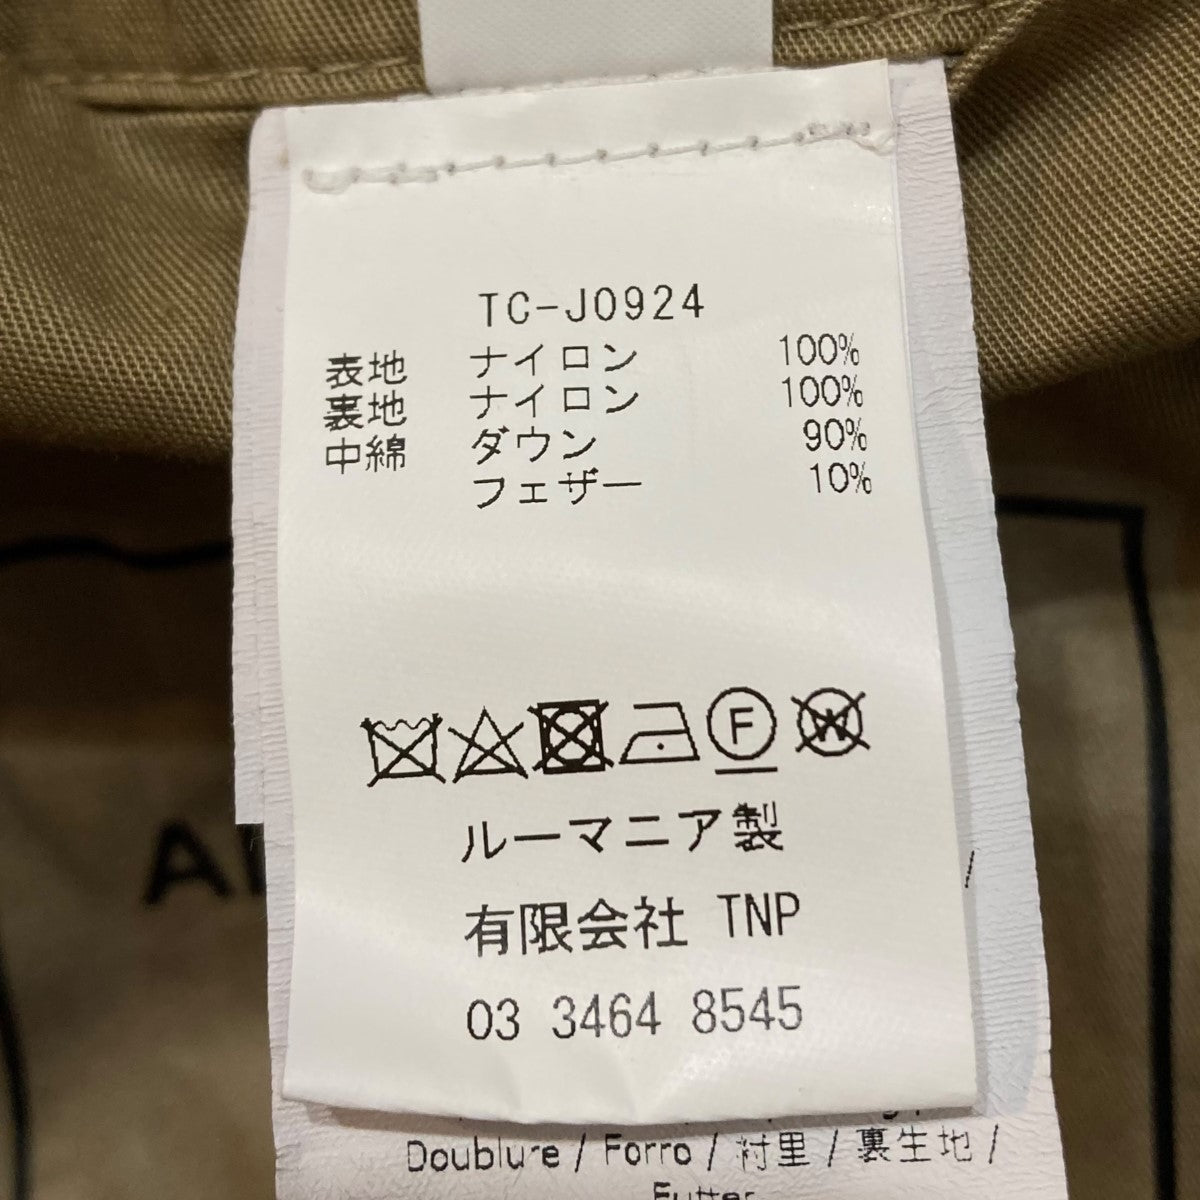 TC-J0924
表地 ナイロン 100%
裏地 ナイロン 100%
中綿 ダウン 90%
フェザー 10%
F
W
ルーマニア製
有限会社 TNP
03 3464 8545
Doublure / Forro / 衬里 / 裏生地 /
Futter